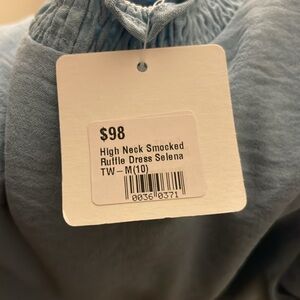 $98
High Neck Smocked
Ruffle Dress Selena
TW-M(10)
0036 0371